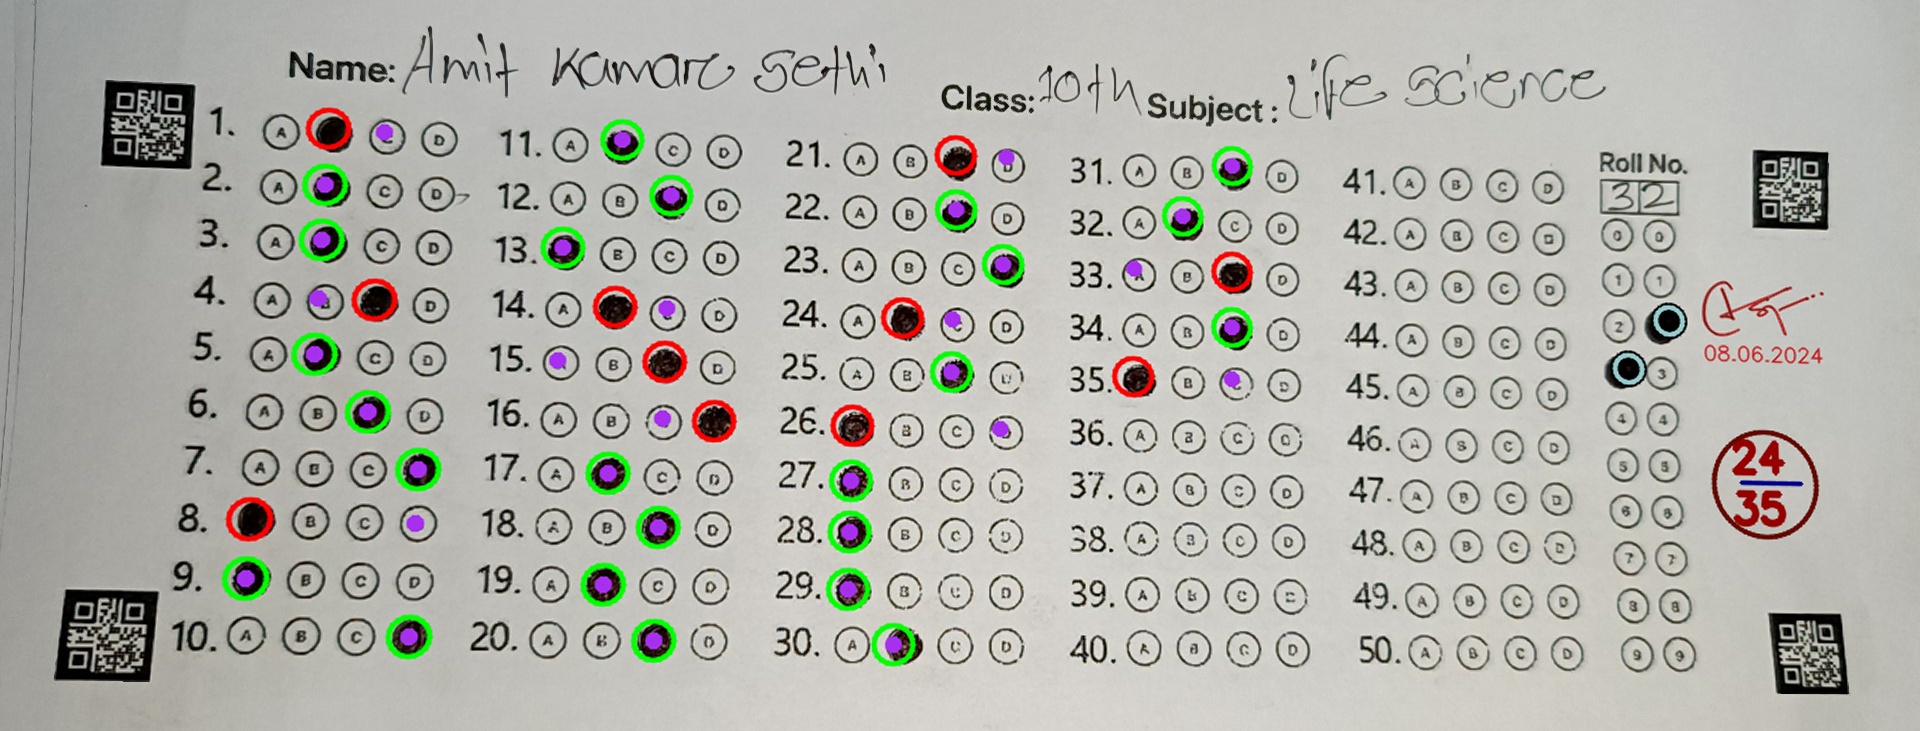 Name: Amit Kumar Sethi
Class: 10th Subject: Life Science
Roll No.
32
1. A D
2. A C D
3. A C D
4. A D
5. A C D
6. A B D
7. A B C
8. B C
9. B C D
10. A B C
11. A C D
12. A B D
13. B C D
14. A D
15. B D
16. A B
17. A C D
18. A B D
19. A C D
20. A B D
21. A B
22. A B D
23. A B C
24. A D
25. A B D
26. B C
27. B C D
28. B C D
29. B C D
30. A C D
31. A B D
32. A C D
33. B D
34. A B D
35. B D
36. A B C D
37. A B C D
38. A B C D
39. A B C D
40. A B C D
41. A B C D
42. A B C D
43. A B C D
44. A B C D
45. A B C D
46. A B C D
47. A B C D
48. A B C D
49. A B C D
50. A B C D
0 0
1 1
2
3
4 4
5 5
6 6
7 7
8 8
9 9
08.06.2024
24
35